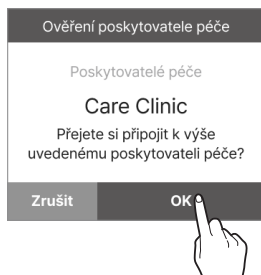 Ověření poskytovatele péče
Poskytovatelé péče
Care Clinic
Přejete si připojit k výše
uvedenému poskytovateli péče?
Zrušit OK